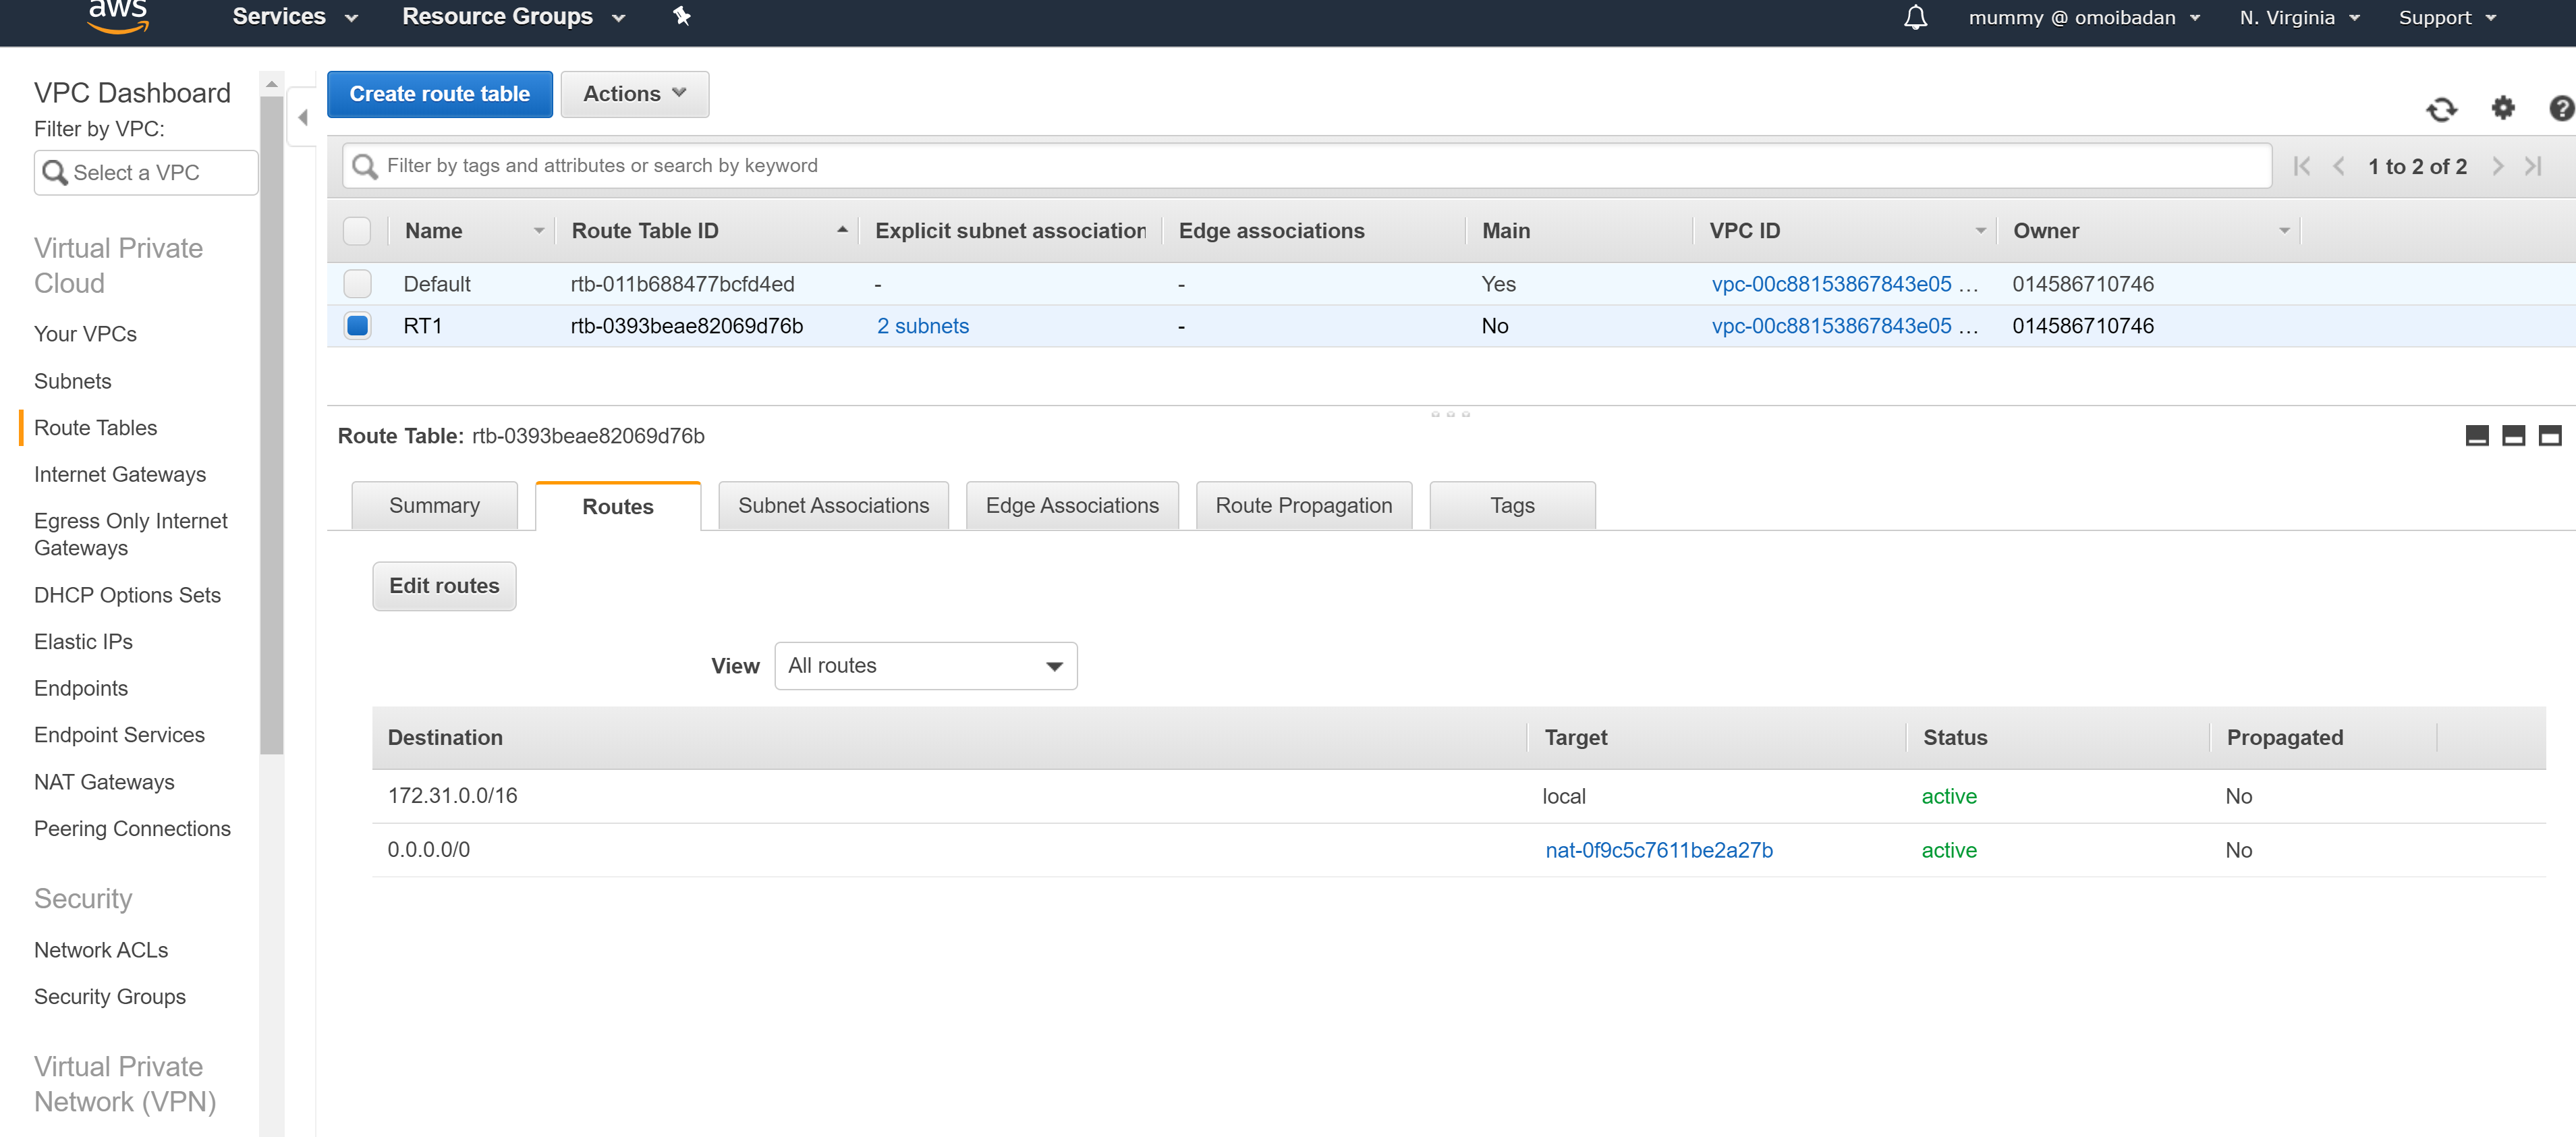 aws
Services
Resource Groups
mummy @ omoibadan
N. Virginia
Support
VPC Dashboard
Filter by VPC:
Select a VPC
Virtual Private
Cloud
Your VPCs
Subnets
Route Tables
Internet Gateways
Egress Only Internet
Gateways
DHCP Options Sets
Elastic IPs
Endpoints
Endpoint Services
NAT Gateways
Peering Connections
Security
Network ACLs
Security Groups
Virtual Private
Network (VPN)
Create route table
Actions
Filter by tags and attributes or search by keyword
1 to 2 of 2
Name Route Table ID Explicit subnet association Edge associations Main VPC ID Owner
Default rtb-011b688477bcfd4ed - - Yes vpc-00c88153867843e05 ... 014586710746
RT1 rtb-0393beae82069d76b 2 subnets - No vpc-00c88153867843e05 ... 014586710746
Route Table: rtb-0393beae82069d76b
Summary Routes Subnet Associations Edge Associations Route Propagation Tags
Edit routes
View All routes
Destination Target Status Propagated
172.31.0.0/16 local active No
0.0.0.0/0 nat-0f9c5c7611be2a27b active No